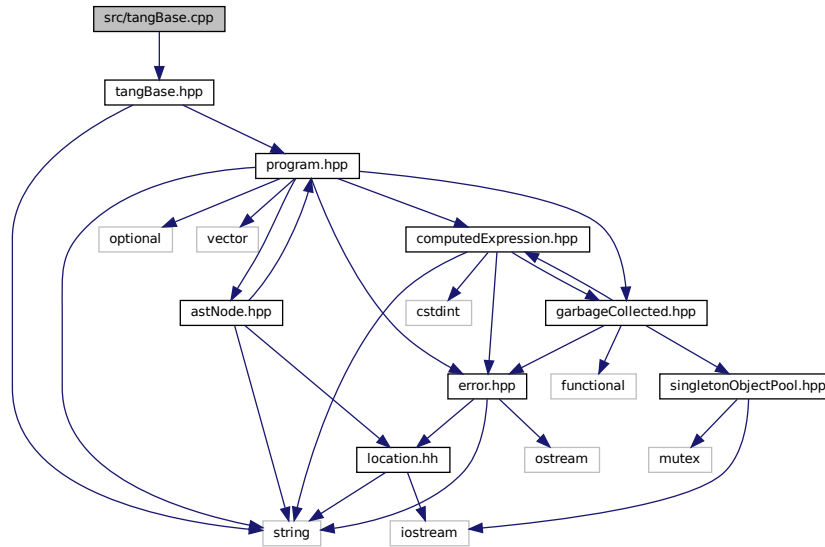 src/tangBase.cpp
tangBase.hpp
program.hpp
optional
vector
computedExpression.hpp
astNode.hpp
cstdint
garbageCollected.hpp
error.hpp
functional
singletonObjectPool.hpp
location.hh
ostream
mutex
string
iostream